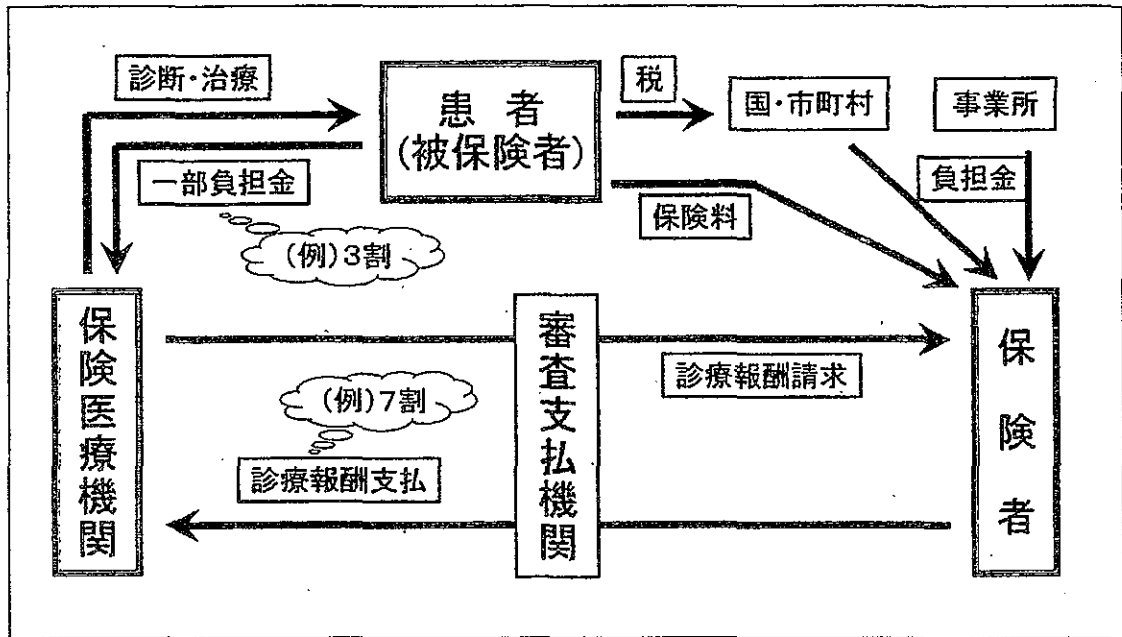 診断・治療
患者
(被保険者)
税
国・市町村
事業所
一部負担金
負担金
保険料
(例)3割
保険医療機関
審査支払機関
保険者
診療報酬請求
(例)7割
診療報酬支払